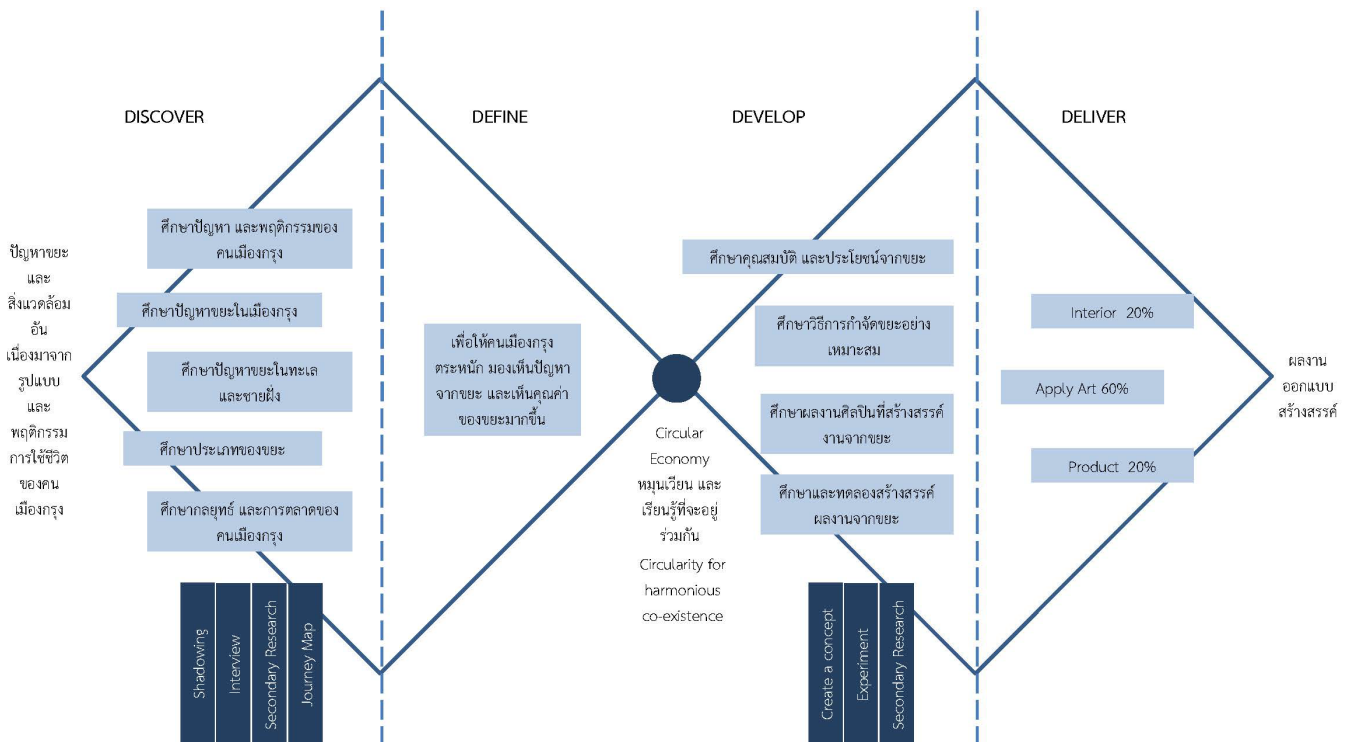 DISCOVER
DEFINE
DEVELOP
DELIVER
ปัญหาขยะ
และ
สิ่งแวดล้อม
อัน
เนื่องมาจาก
รูปแบบ
และ
พฤติกรรม
การใช้ชีวิต
ของคน
เมืองกรุง
ศึกษาปัญหา และพฤติกรรมของ
คนเมืองกรุง
ศึกษาปัญหาขยะในเมืองกรุง
ศึกษาปัญหาขยะในทะเล
และชายฝั่ง
ศึกษาประเภทของขยะ
ศึกษากลยุทธ์ และการตลาดของ
คนเมืองกรุง
Shadowing
Interview
Secondary Research
Journey Map
เพื่อให้คนเมืองกรุง
ตระหนัก มองเห็นปัญหา
จากขยะ และเห็นคุณค่า
ของขยะมากขึ้น
Circular
Economy
หมุนเวียน และ
เรียนรู้ที่จะอยู่
ร่วมกัน
Circularity for
harmonious
co-existence
ศึกษาคุณสมบัติ และประโยชน์จากขยะ
ศึกษาวิธีการกำจัดขยะอย่าง
เหมาะสม
ศึกษาผลงานศิลปินที่สร้างสรรค์
งานจากขยะ
ศึกษาและทดลองสร้างสรรค์
ผลงานจากขยะ
Create a concept
Experiment
Secondary Research
Interior 20%
Apply Art 60%
Product 20%
ผลงาน
ออกแบบ
สร้างสรรค์